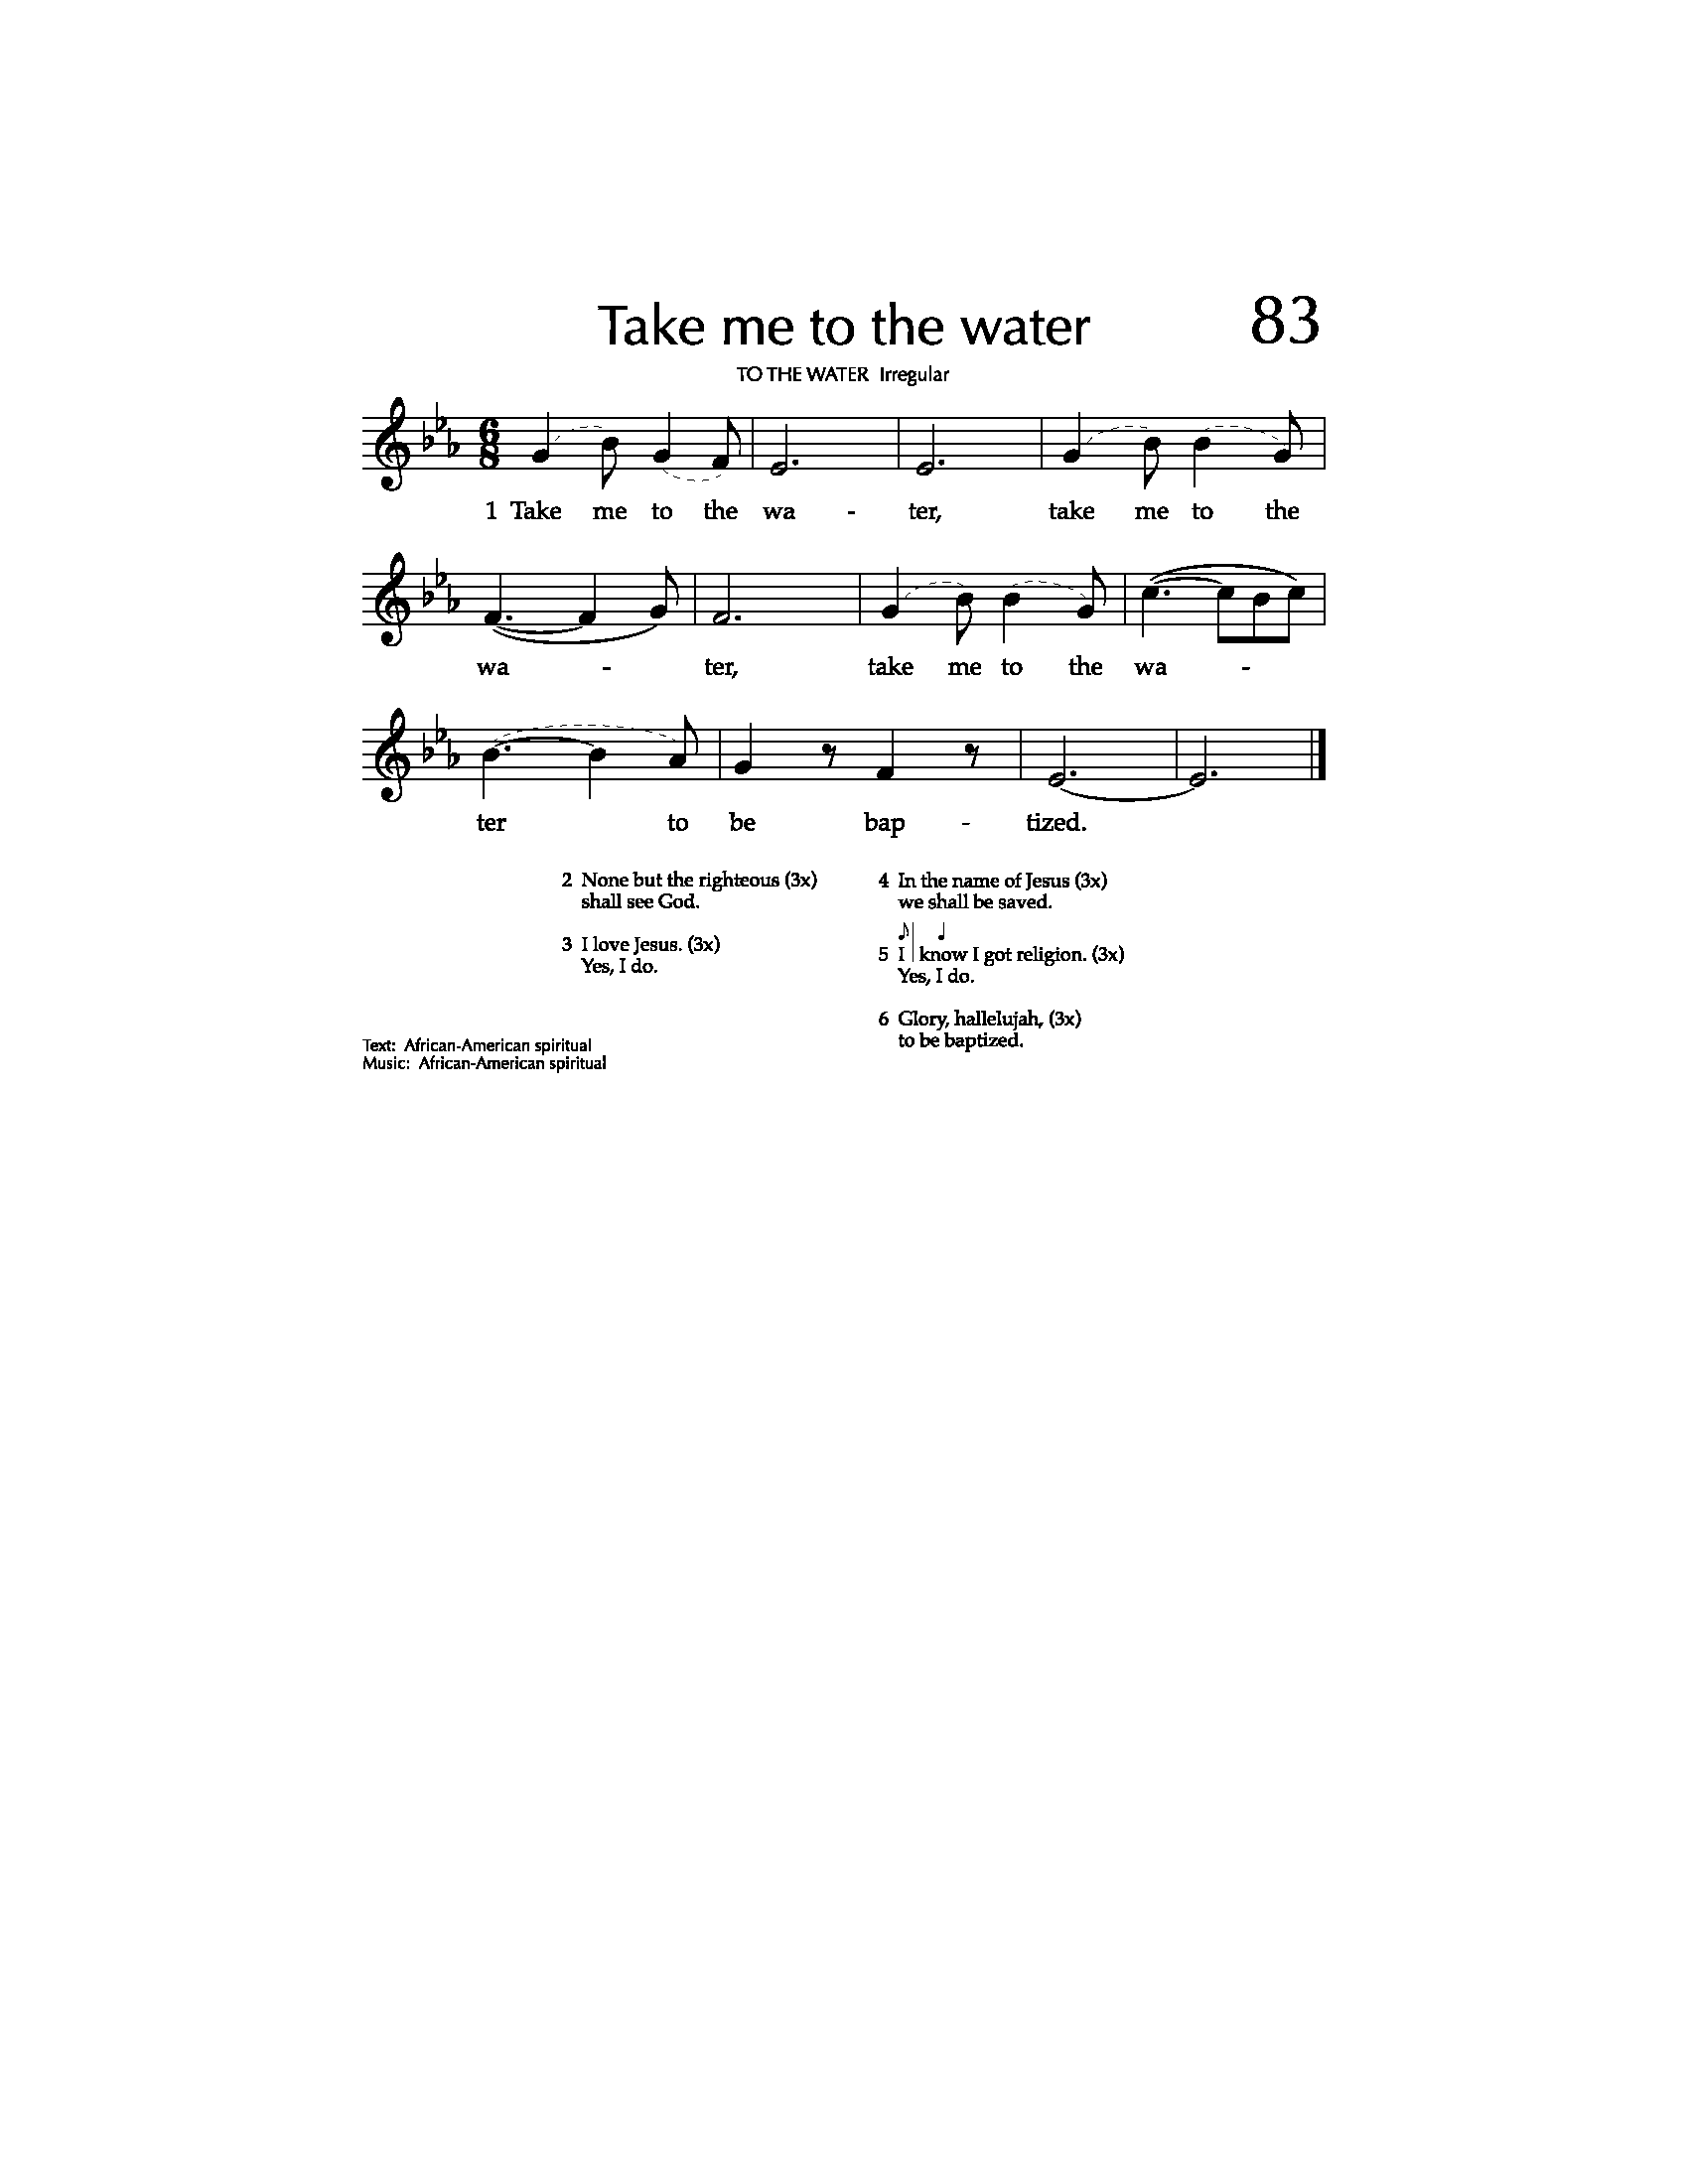 Take me to the water 83
TO THE WATER Irregular
1 Take me to the wa - ter, take me to the
wa - ter, take me to the wa -
ter to be bap - tized.
2 None but the righteous (3x)
shall see God.
3 I love Jesus. (3x)
Yes, I do.
4 In the name of Jesus (3x)
we shall be saved.
5 I know I got religion. (3x)
Yes, I do.
6 Glory, hallelujah, (3x)
to be baptized.
Text: African-American spiritual
Music: African-American spiritual